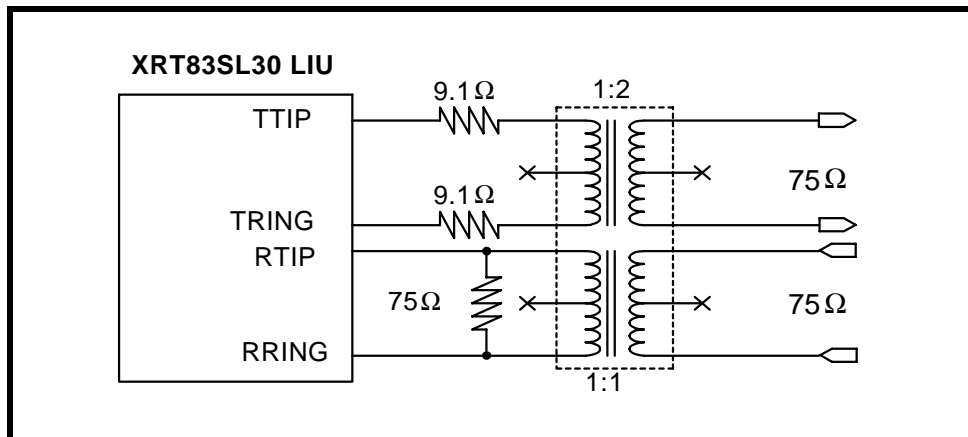 XRT83SL30 LIU
9.1Ω
1:2
TTIP
75Ω
9.1Ω
TRING
RTIP
75Ω
75Ω
RRING
1:1